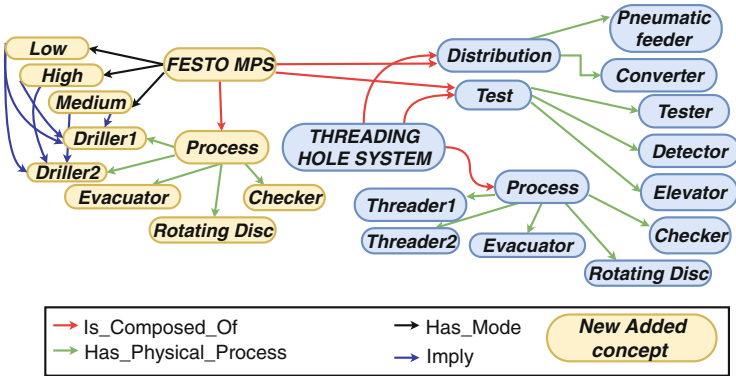 Low
High
Medium
Driller1
Driller2
FESTO MPS
Process
Evacuator
Checker
Rotating Disc
Distribution
Pneumatic
feeder
Converter
Test
Tester
Detector
Elevator
THREADING
HOLE SYSTEM
Process
Threader1
Threader2
Evacuator
Checker
Rotating Disc
Is_Composed_Of
Has_Physical_Process
Has_Mode
Imply
New Added
concept